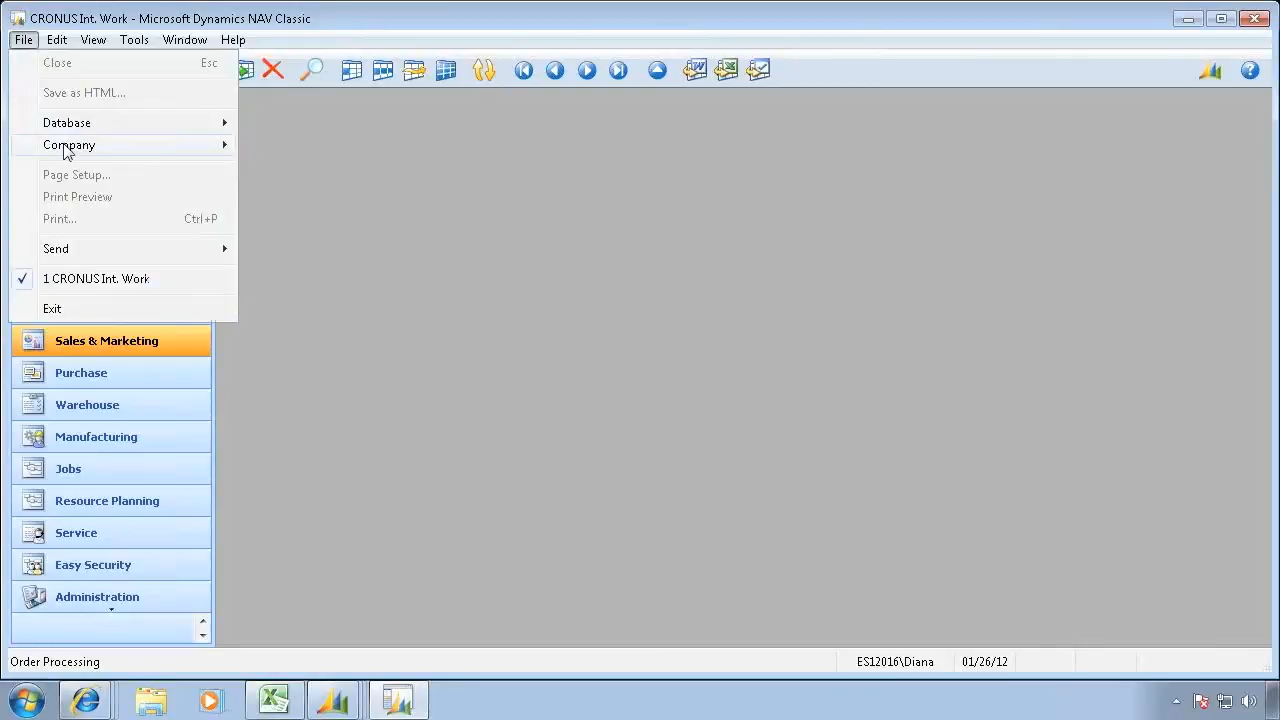 CRONUS Int. Work - Microsoft Dynamics NAV Classic
File Edit View Tools Window Help
Close Esc
Save as HTML...
Database
Company
Page Setup...
Print Preview
Print... Ctrl+P
Send
1 CRONUS Int. Work
Exit
Sales & Marketing
Purchase
Warehouse
Manufacturing
Jobs
Resource Planning
Service
Easy Security
Administration
Order Processing ES12016\Diana 01/26/12